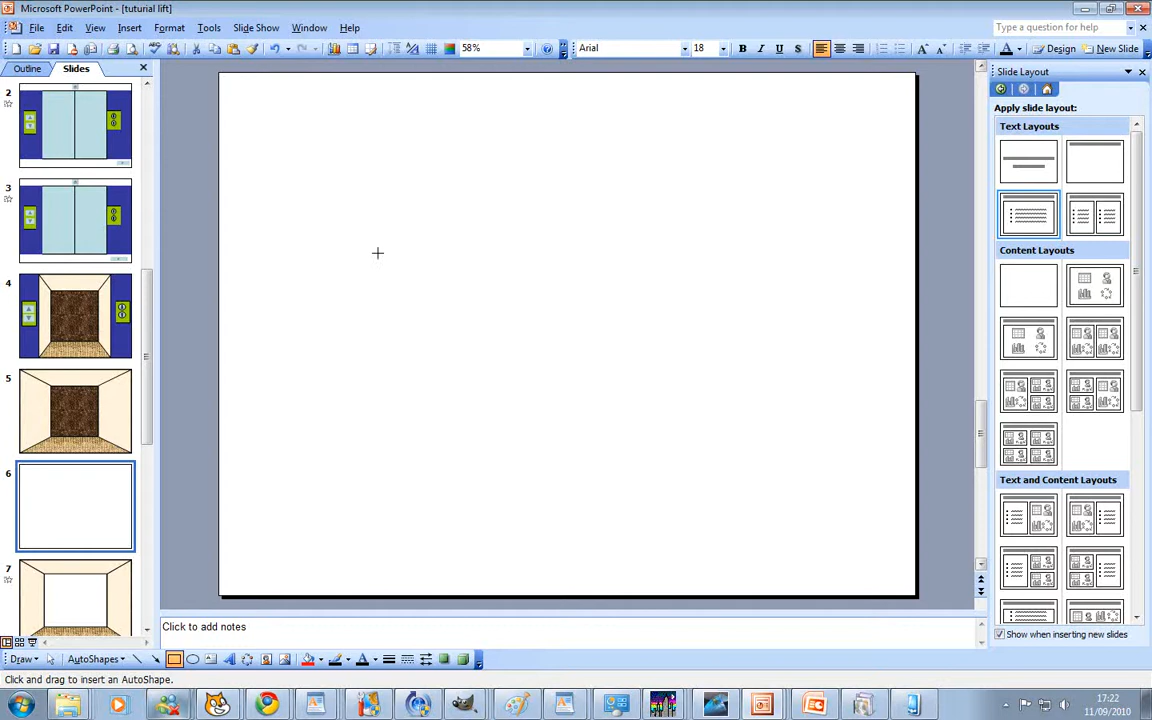 Microsoft PowerPoint - [tuturial lift]
File Edit View Insert Format Tools Slide Show Window Help
Type a question for help
58%
Arial 18 B I U S
Design New Slide
Outline Slides
Slide Layout
Apply slide layout:
Text Layouts
Content Layouts
Text and Content Layouts
2
3
4
5
6
7
Click to add notes
Show when inserting new slides
Draw AutoShapes
Click and drag to insert an AutoShape.
17:22
11/09/2010